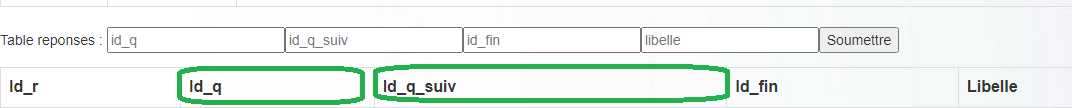 Table reponses : id_q id_q_suiv id_fin libelle Soumettre
Id_r Id_q Id_q_suiv Id_fin Libelle